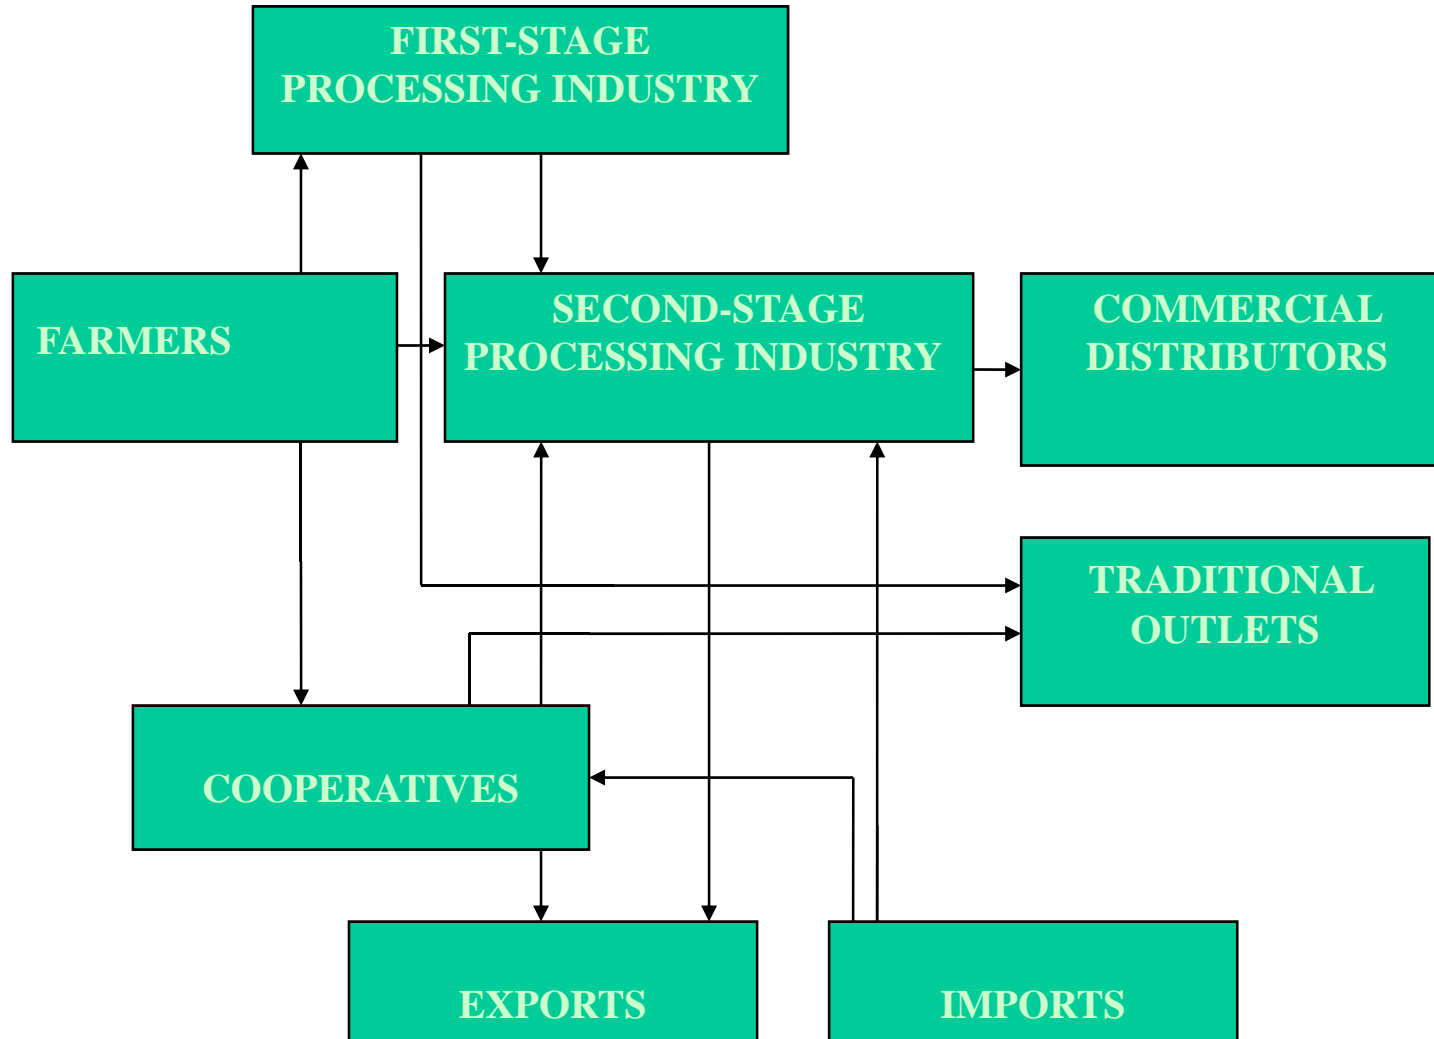 FIRST-STAGE
PROCESSING INDUSTRY
FARMERS
SECOND-STAGE
PROCESSING INDUSTRY
COMMERCIAL
DISTRIBUTORS
TRADITIONAL
OUTLETS
COOPERATIVES
EXPORTS
IMPORTS